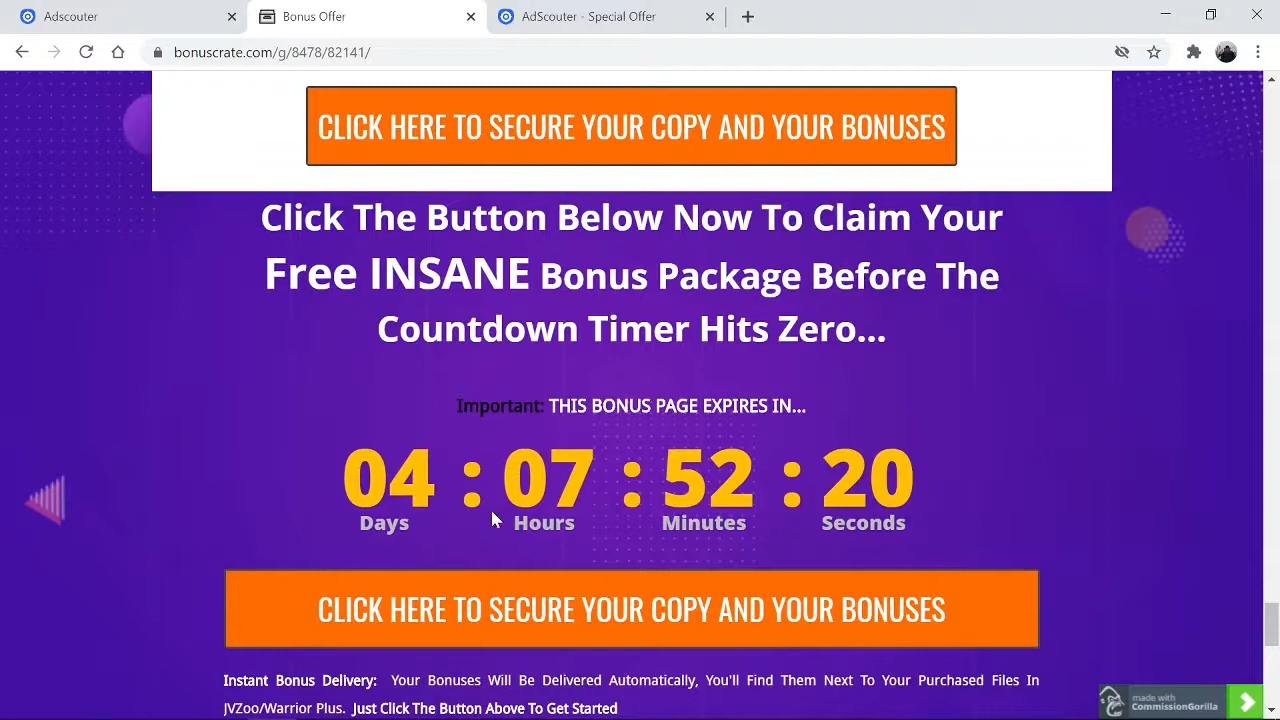 Adscouter
Bonus Offer
AdScouter - Special Offer
bonuscrate.com/g/8478/82141/
CLICK HERE TO SECURE YOUR COPY AND YOUR BONUSES
Click The Button Below Now To Claim Your
Free INSANE Bonus Package Before The
Countdown Timer Hits Zero...
Important: THIS BONUS PAGE EXPIRES IN...
04 : 07 : 52 : 20
Days Hours Minutes Seconds
CLICK HERE TO SECURE YOUR COPY AND YOUR BONUSES
Instant Bonus Delivery: Your Bonuses Will Be Delivered Automatically, You'll Find Them Next To Your Purchased Files In
JVZoo/Warrior Plus. Just Click The Button Above To Get Started
made with
CommissionGorilla